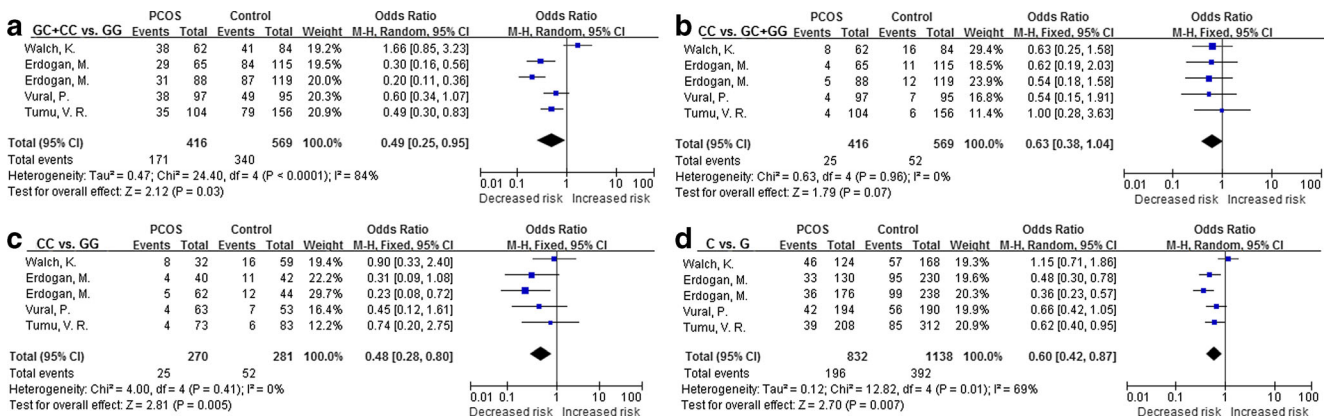 a
PCOS Control Odds Ratio Odds Ratio
GC+CC vs. GG Events Total Events Total Weight M-H, Random, 95% CI M-H, Random, 95% CI
Walch, K. 38 62 41 84 19.2% 1.66 [0.85, 3.23]
Erdogan, M. 29 65 84 115 19.5% 0.30 [0.16, 0.56]
Erdogan, M. 31 88 87 119 20.0% 0.20 [0.11, 0.36]
Vural, P. 38 97 49 95 20.3% 0.60 [0.34, 1.07]
Tumu, V. R. 35 104 79 156 20.9% 0.49 [0.30, 0.83]
Total (95% CI) 416 569 100.0% 0.49 [0.25, 0.95]
Total events 171 340
Heterogeneity: Tau² = 0.47; Chi² = 24.40, df = 4 (P < 0.0001); I² = 84%
Test for overall effect: Z = 2.12 (P = 0.03)
0.01 0.1 1 10 100
Decreased risk Increased risk
b
PCOS Control Odds Ratio Odds Ratio
CC vs. GC+GG Events Total Events Total Weight M-H, Fixed, 95% CI M-H, Fixed, 95% CI
Walch, K. 8 62 16 84 29.4% 0.63 [0.25, 1.58]
Erdogan, M. 4 65 11 115 18.5% 0.62 [0.19, 2.03]
Erdogan, M. 5 88 12 119 23.9% 0.54 [0.18, 1.58]
Vural, P. 4 97 7 95 16.8% 0.54 [0.15, 1.91]
Tumu, V. R. 4 104 6 156 11.4% 1.00 [0.28, 3.63]
Total (95% CI) 416 569 100.0% 0.63 [0.38, 1.04]
Total events 25 52
Heterogeneity: Chi² = 0.63, df = 4 (P = 0.96); I² = 0%
Test for overall effect: Z = 1.79 (P = 0.07)
0.01 0.1 1 10 100
Decreased risk Increased risk
c
PCOS Control Odds Ratio Odds Ratio
CC vs. GG Events Total Events Total Weight M-H, Fixed, 95% CI M-H, Fixed, 95% CI
Walch, K. 8 32 16 59 19.4% 0.90 [0.33, 2.40]
Erdogan, M. 4 40 11 42 22.2% 0.31 [0.09, 1.08]
Erdogan, M. 5 62 12 44 29.7% 0.23 [0.08, 0.72]
Vural, P. 4 63 7 53 16.4% 0.45 [0.12, 1.61]
Tumu, V. R. 4 73 6 83 12.2% 0.74 [0.20, 2.75]
Total (95% CI) 270 281 100.0% 0.48 [0.28, 0.80]
Total events 25 52
Heterogeneity: Chi² = 4.00, df = 4 (P = 0.41); I² = 0%
Test for overall effect: Z = 2.81 (P = 0.005)
0.01 0.1 1 10 100
Decreased risk Increased risk
d
PCOS Control Odds Ratio Odds Ratio
C vs. G Events Total Events Total Weight M-H, Random, 95% CI M-H, Random, 95% CI
Walch, K. 46 124 57 168 19.3% 1.15 [0.71, 1.86]
Erdogan, M. 33 130 95 230 19.3% 0.48 [0.30, 0.78]
Erdogan, M. 36 176 99 238 20.3% 0.36 [0.23, 0.57]
Vural, P. 42 194 56 190 20.2% 0.66 [0.42, 1.05]
Tumu, V. R. 39 208 85 312 20.9% 0.62 [0.40, 0.95]
Total (95% CI) 832 1138 100.0% 0.60 [0.42, 0.87]
Total events 196 392
Heterogeneity: Tau² = 0.12; Chi² = 12.82, df = 4 (P = 0.01); I² = 69%
Test for overall effect: Z = 2.70 (P = 0.007)
0.01 0.1 1 10 100
Decreased risk Increased risk